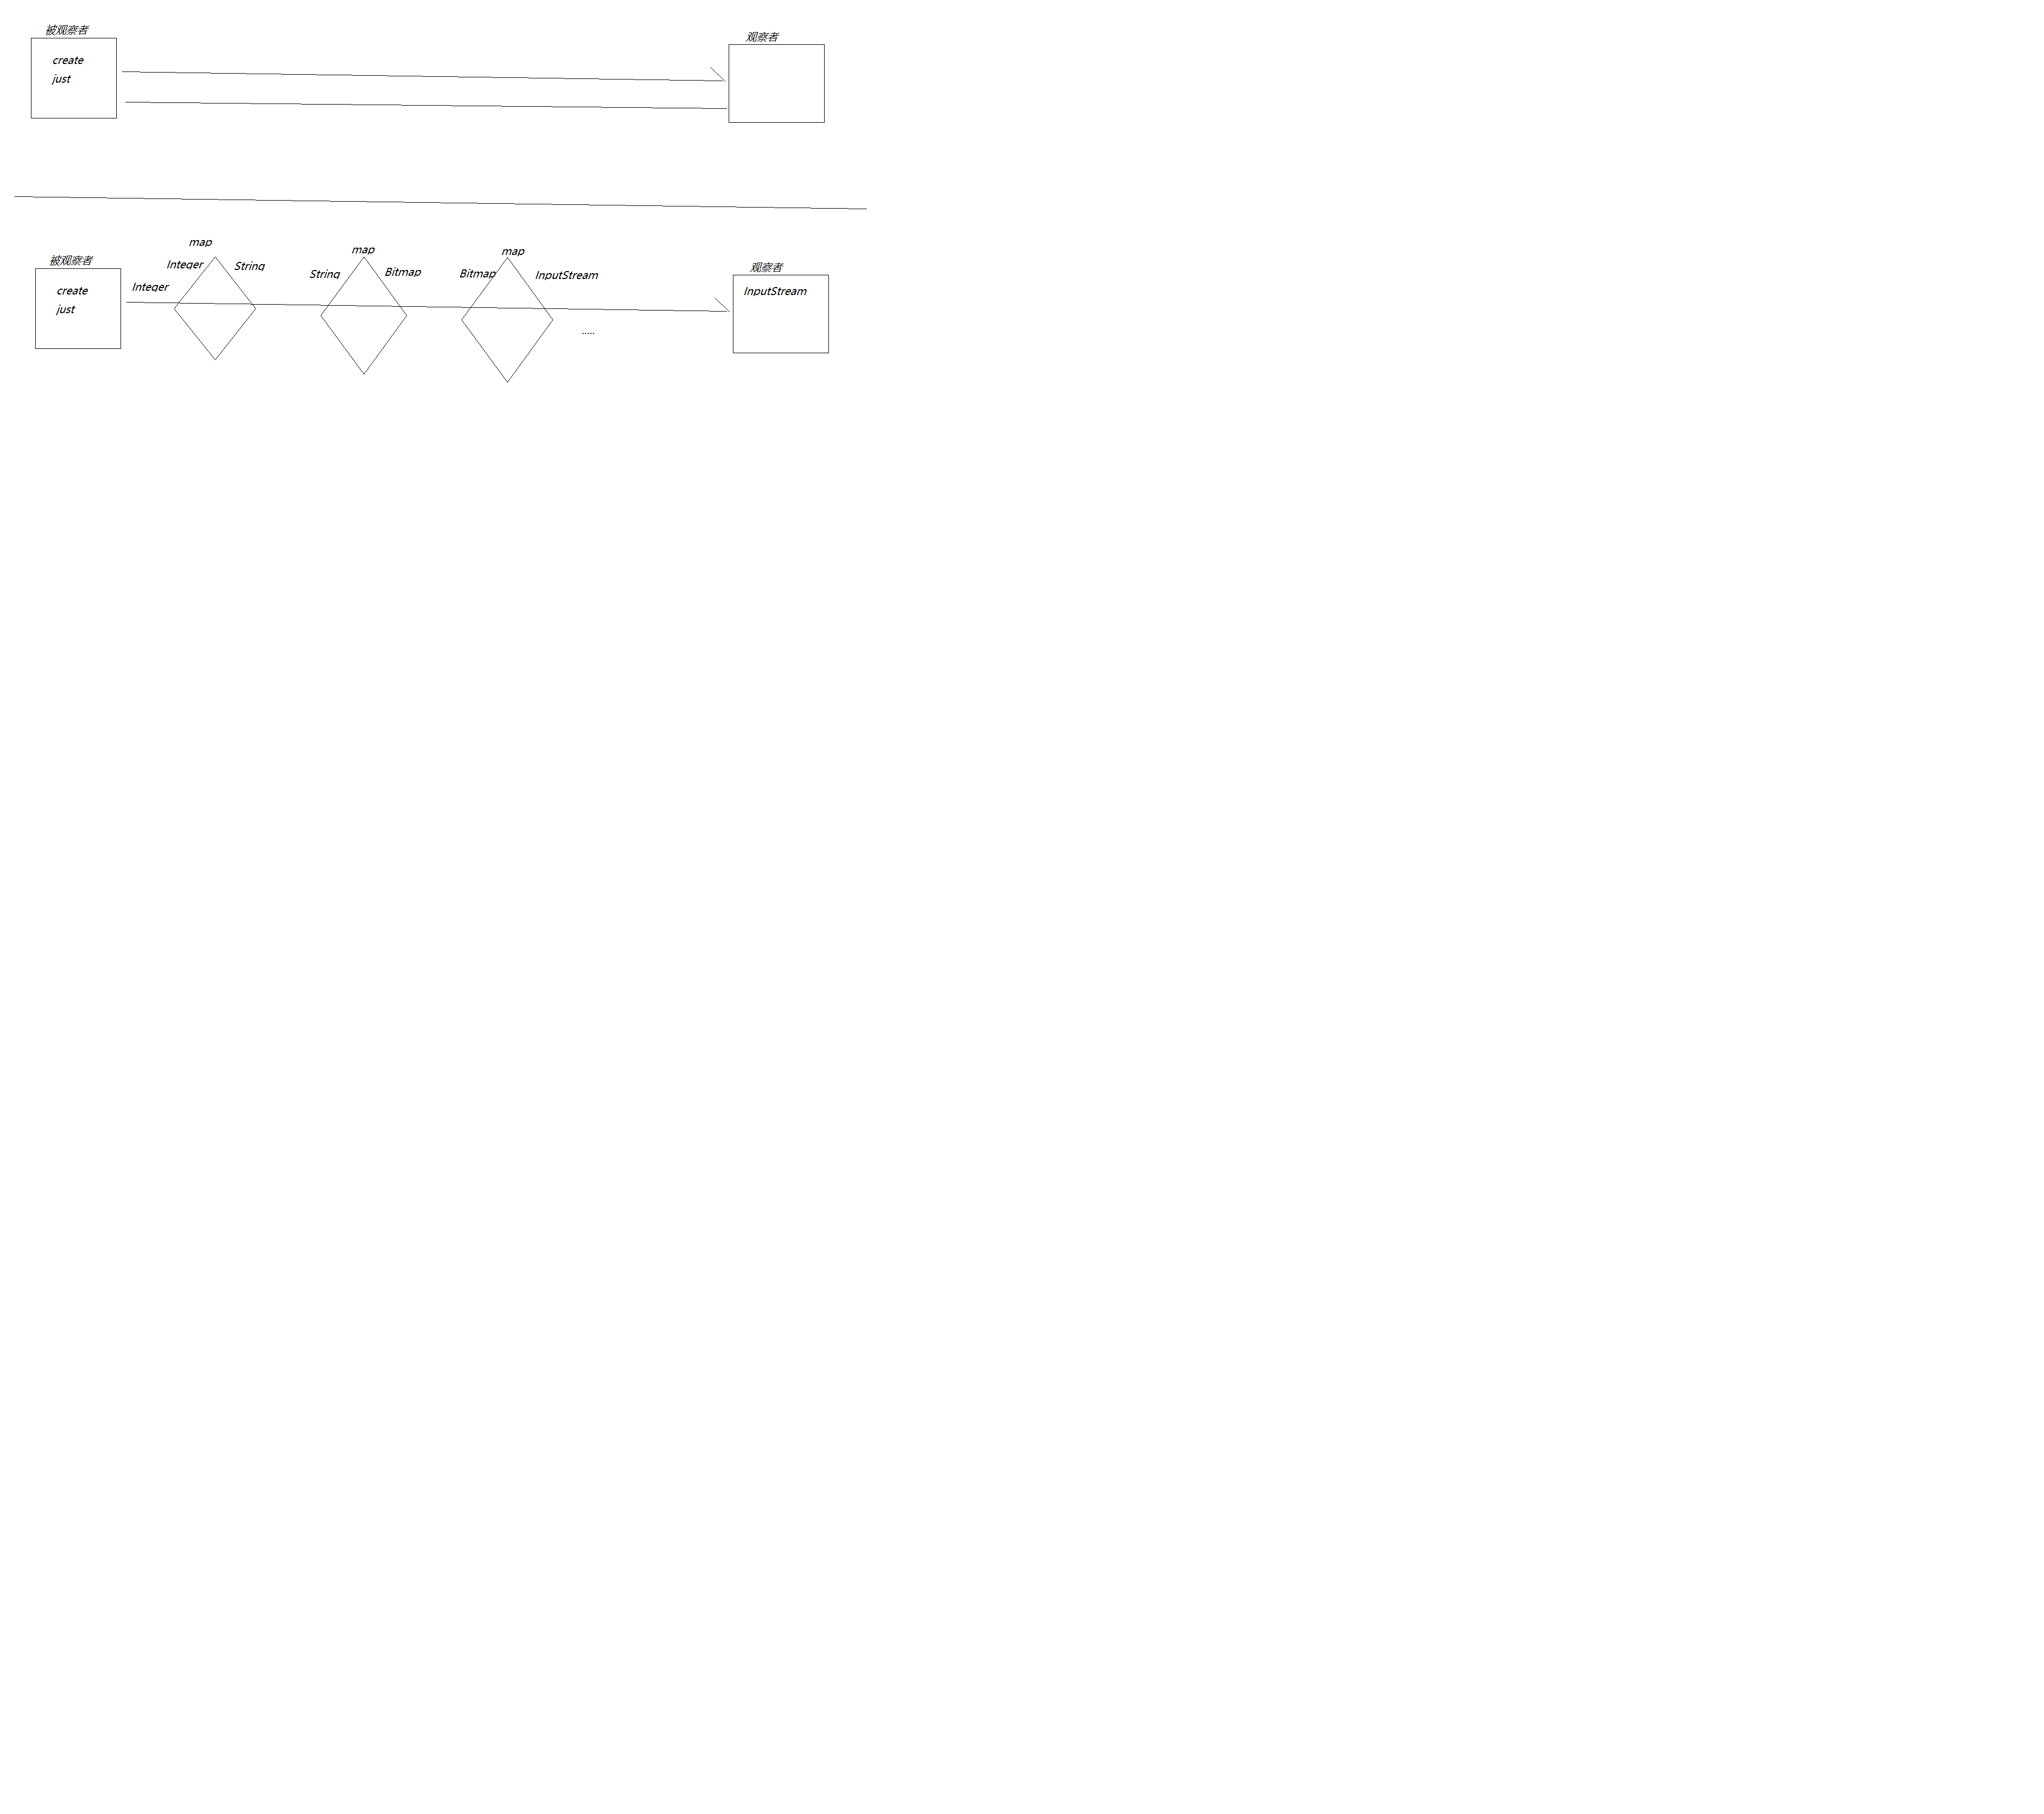 被观察者
观察者
create
just
map
map
map
被观察者
Integer
String
String
Bitmap
Bitmap
InputStream
观察者
create
Integer
InputStream
just
.....